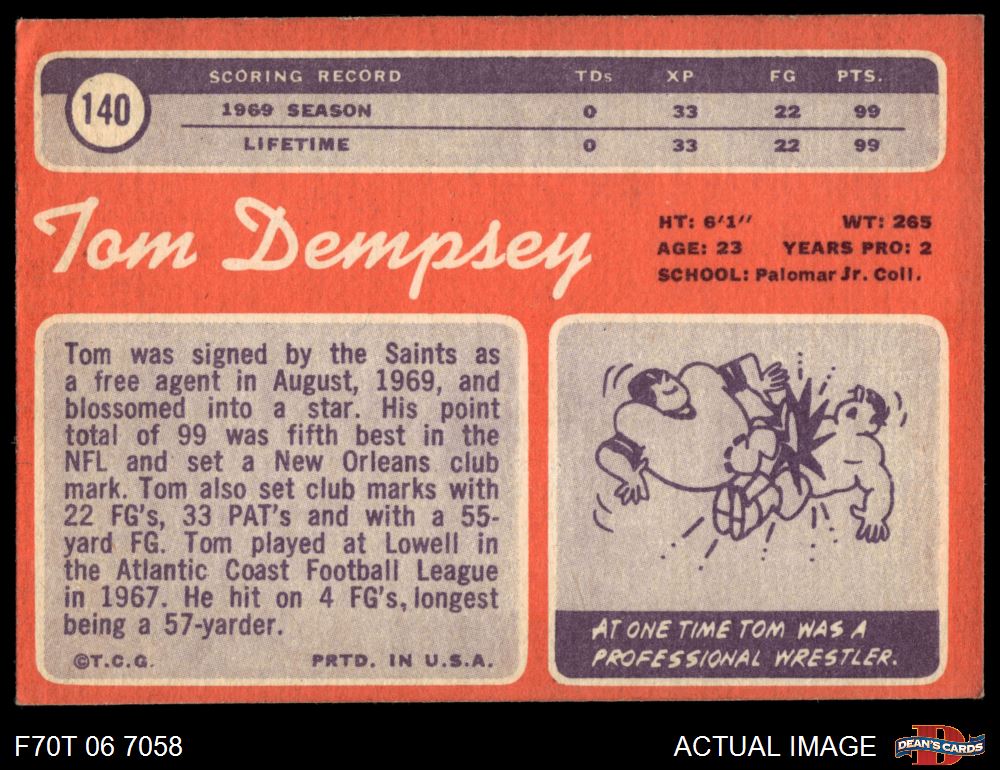 140
SCORING RECORD TDs XP FG PTS.
1969 SEASON 0 33 22 99
LIFETIME 0 33 22 99
Tom Dempsey
HT: 6'1" WT: 265
AGE: 23 YEARS PRO: 2
SCHOOL: Palomar Jr. Coll.
Tom was signed by the Saints as
a free agent in August, 1969, and
blossomed into a star. His point
total of 99 was fifth best in the
NFL and set a New Orleans club
mark. Tom also set club marks with
22 FG's, 33 PAT's and with a 55-
yard FG. Tom played at Lowell in
the Atlantic Coast Football League
in 1967. He hit on 4 FG's, longest
being a 57-yarder.
©T.C.G. PRTD. IN U.S.A.
AT ONE TIME TOM WAS A
PROFESSIONAL WRESTLER.
F70T 06 7058 ACTUAL IMAGE
D
DEAN'S CARDS